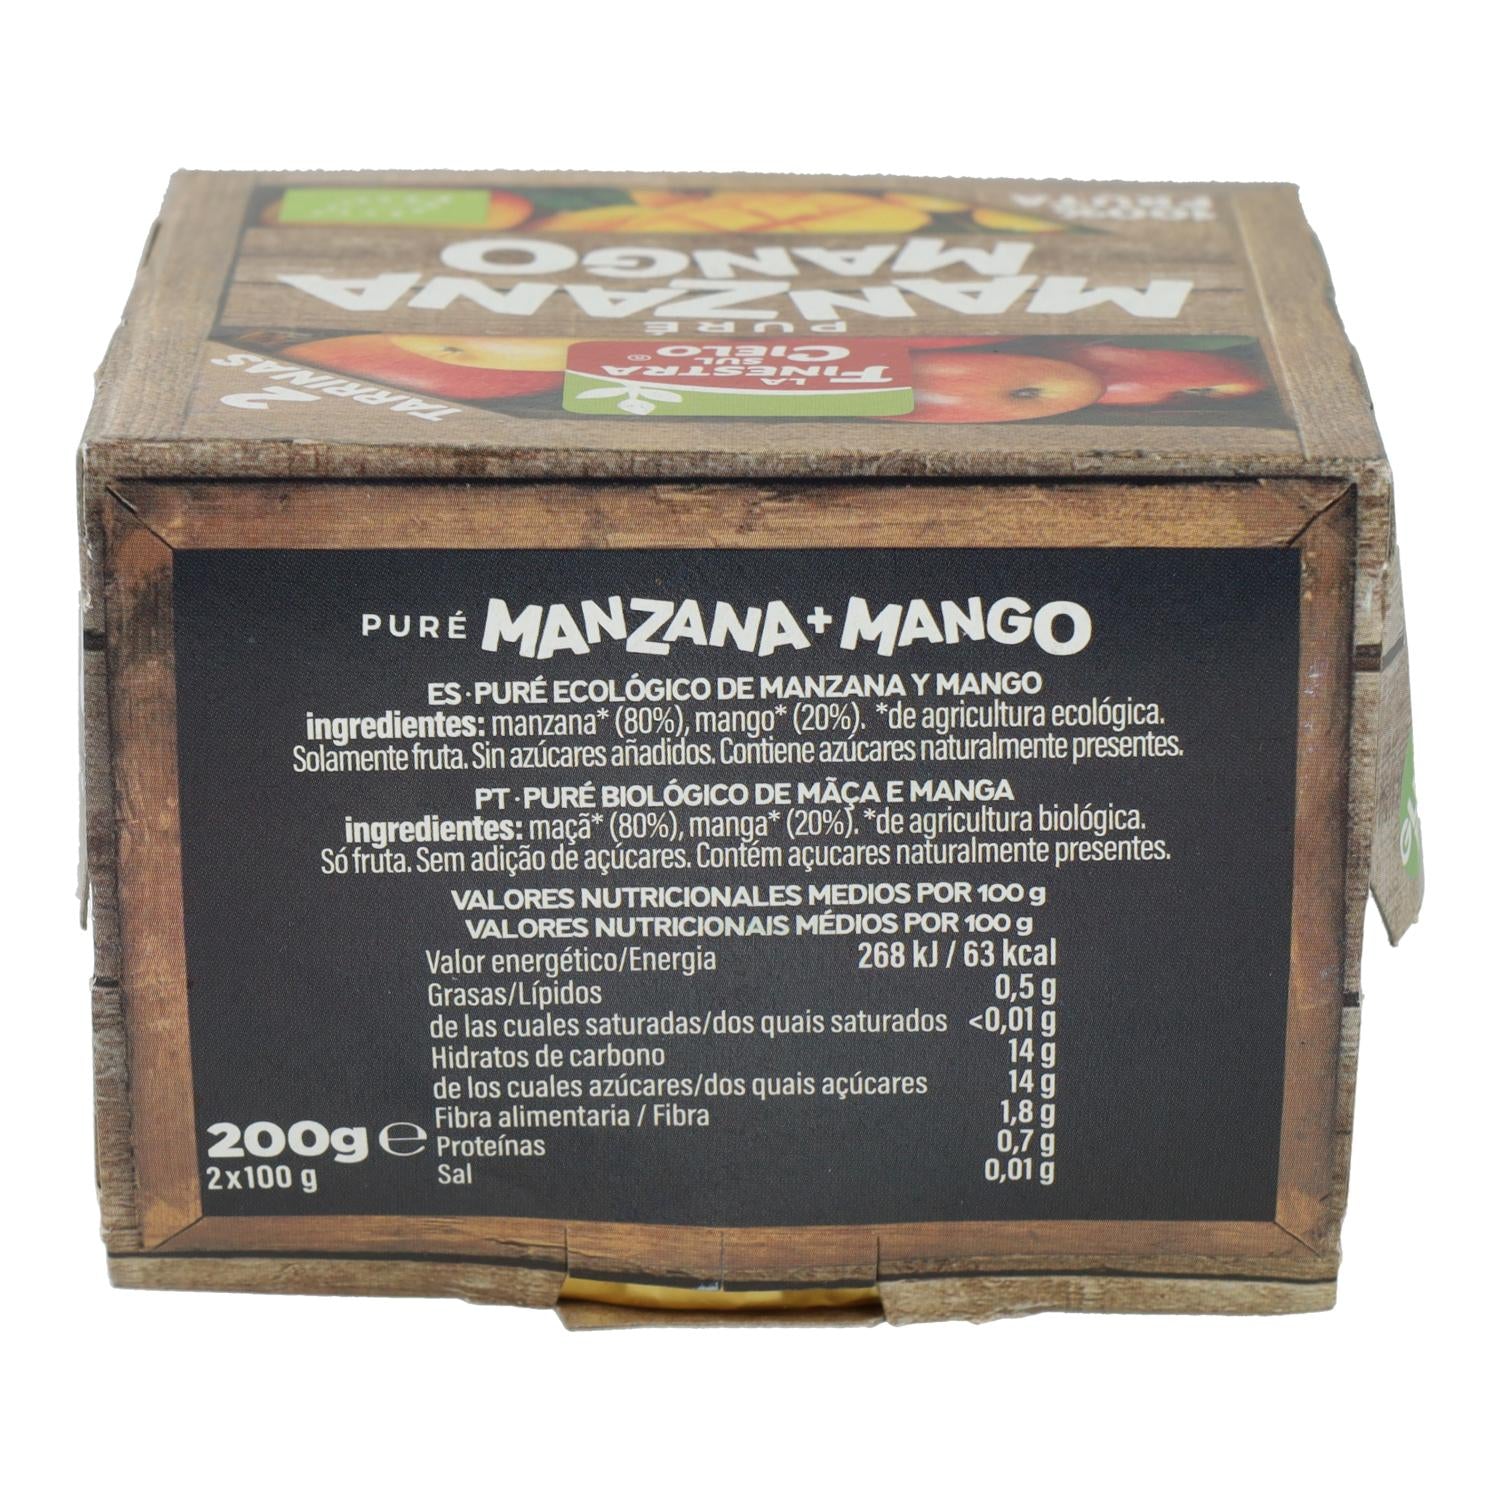 100%
FRUTA
MANZANA
MANGO
PURÉ
LA
FINESTRA
SUL
CIELO®
2
TARRINAS
PURÉ MANZANA+MANGO
ES·PURÉ ECOLÓGICO DE MANZANA Y MANGO
ingredientes: manzana* (80%), mango* (20%). *de agricultura ecológica.
Solamente fruta. Sin azúcares añadidos. Contiene azúcares naturalmente presentes.
PT·PURÉ BIOLÓGICO DE MÃÇA E MANGA
ingredientes: maçã* (80%), manga* (20%). *de agricultura biológica.
Só fruta. Sem adição de açúcares. Contém açucares naturalmente presentes.
VALORES NUTRICIONALES MEDIOS POR 100 g
VALORES NUTRICIONAIS MÉDIOS POR 100 g
Valor energético/Energia 268 kJ / 63 kcal
Grasas/Lípidos 0,5 g
de las cuales saturadas/dos quais saturados <0,01 g
Hidratos de carbono 14 g
de los cuales azúcares/dos quais açúcares 14 g
Fibra alimentaria / Fibra 1,8 g
Proteínas 0,7 g
Sal 0,01 g
200g ℮
2x100 g